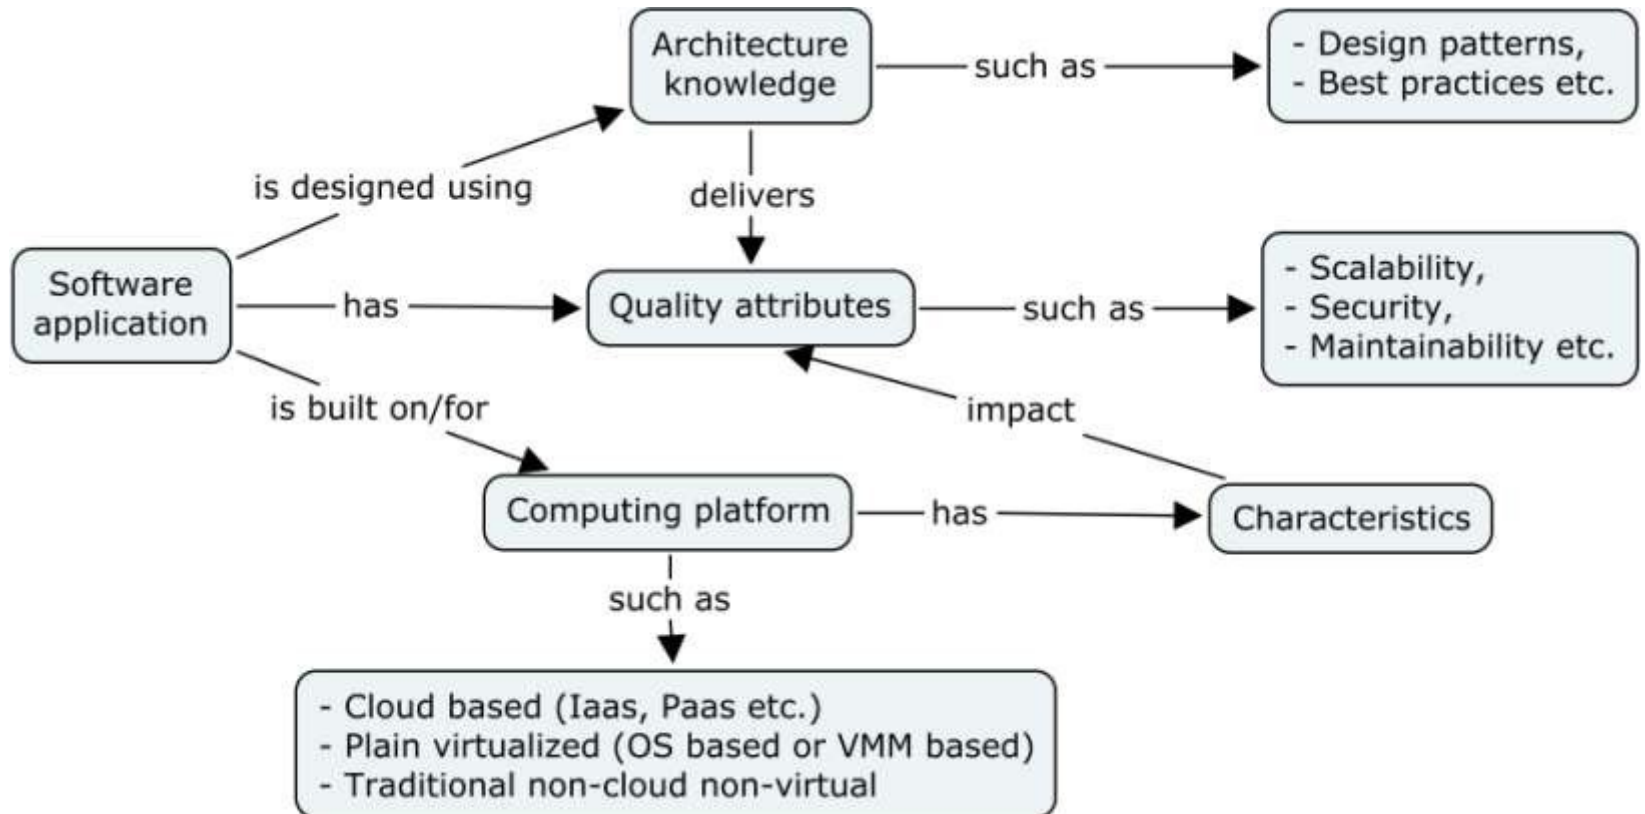 Architecture
knowledge
such as
- Design patterns,
- Best practices etc.
is designed using
delivers
Software
application
has
Quality attributes
such as
- Scalability,
- Security,
- Maintainability etc.
is built on/for
impact
Computing platform
has
Characteristics
such as
- Cloud based (Iaas, Paas etc.)
- Plain virtualized (OS based or VMM based)
- Traditional non-cloud non-virtual